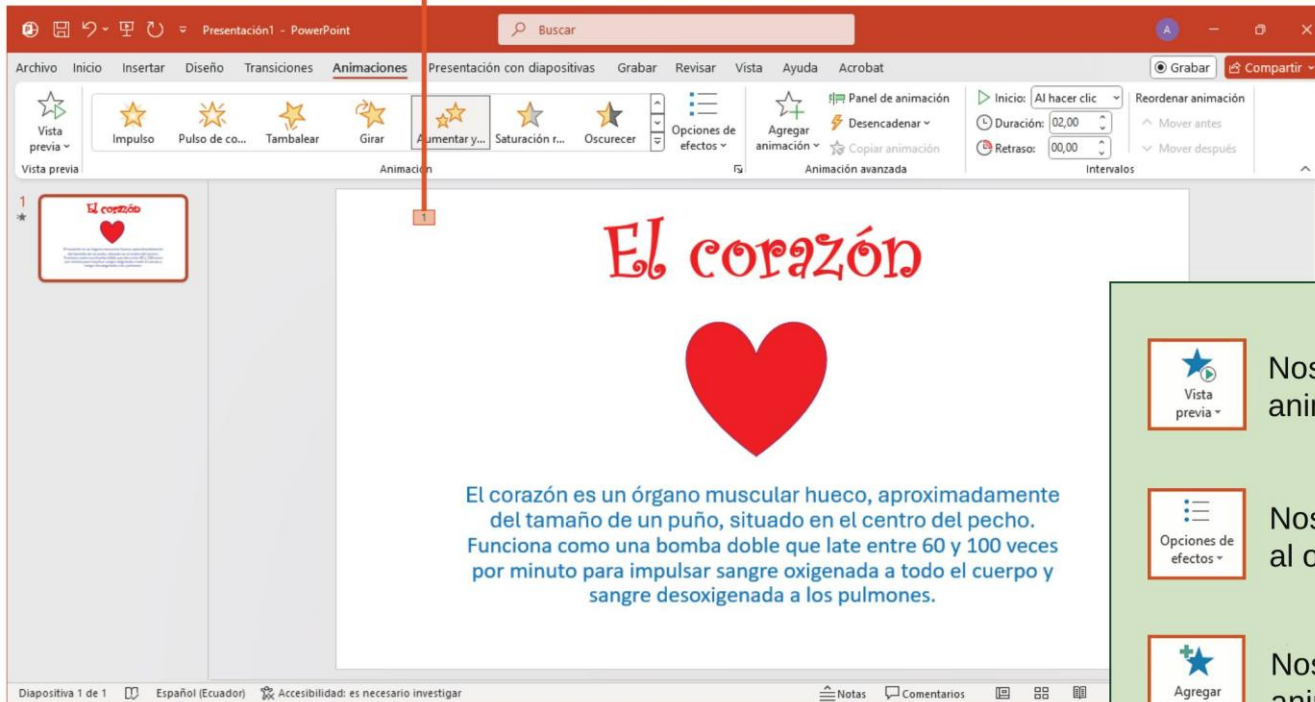 Presentación1 - PowerPoint
Buscar
A
Archivo Inicio Insertar Diseño Transiciones Animaciones Presentación con diapositivas Grabar Revisar Vista Ayuda Acrobat
Grabar Compartir
Vista previa
Impulso
Pulso de co...
Tambalear
Girar
Aumentar y...
Saturación r...
Oscurecer
Opciones de efectos
Agregar animación
Panel de animación
Desencadenar
Copiar animación
Inicio: Al hacer clic
Duración: 02,00
Retraso: 00,00
Reordenar animación
Mover antes
Mover después
Vista previa
Animación
Animación avanzada
Intervalos
1
1
El corazón
El corazón
El corazón es un órgano muscular hueco, aproximadamente
del tamaño de un puño, situado en el centro del pecho.
Funciona como una bomba doble que late entre 60 y 100 veces
por minuto para impulsar sangre oxigenada a todo el cuerpo y
sangre desoxigenada a los pulmones.
Vista
previa
Nos
Opciones de
efectos
Nos
al
Agregar
Nos
Diapositiva 1 de 1 Español (Ecuador) Accesibilidad: es necesario investigar Notas Comentarios